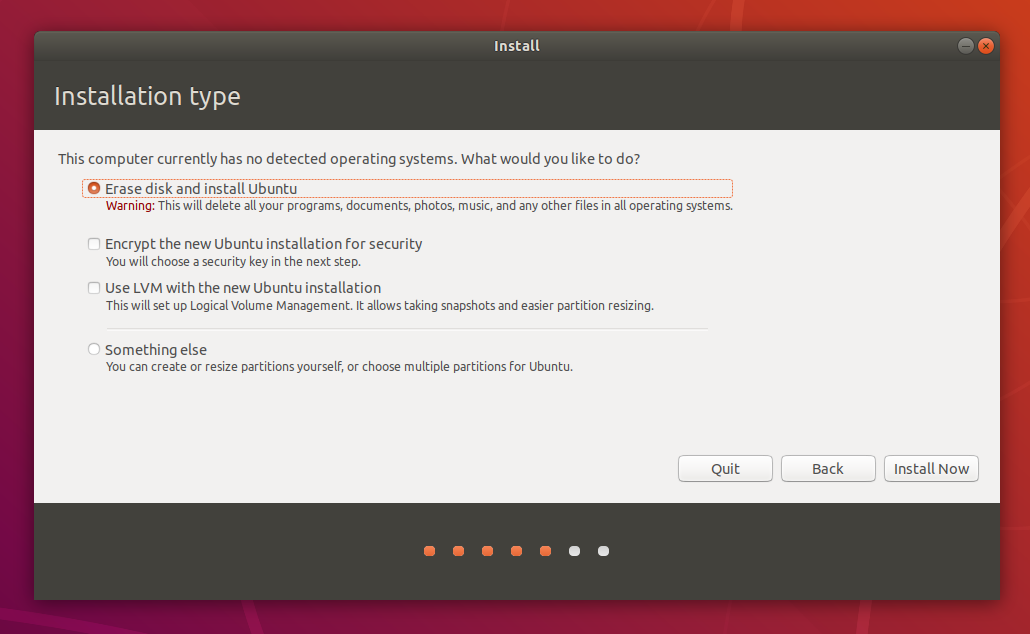 Install
Installation type
This computer currently has no detected operating systems. What would you like to do?
Erase disk and install Ubuntu
Warning: This will delete all your programs, documents, photos, music, and any other files in all operating systems.
Encrypt the new Ubuntu installation for security
You will choose a security key in the next step.
Use LVM with the new Ubuntu installation
This will set up Logical Volume Management. It allows taking snapshots and easier partition resizing.
Something else
You can create or resize partitions yourself, or choose multiple partitions for Ubuntu.
Quit Back Install Now